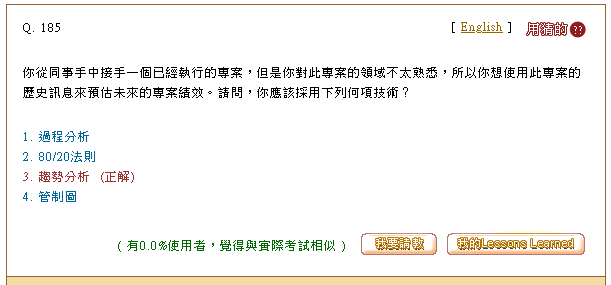 Q. 185 [ English ] 用猜的 ??
你從同事手中接手一個已經執行的專案，但是你對此專案的領域不太熟悉，所以你想使用此專案的
歷史訊息來預估未來的專案績效。請問，你應該採用下列何項技術？
1. 過程分析
2. 80/20法則
3. 趨勢分析 (正解)
4. 管制圖
( 有0.0%使用者，覺得與實際考試相似 ) 我要請教 我的Lessons Learned